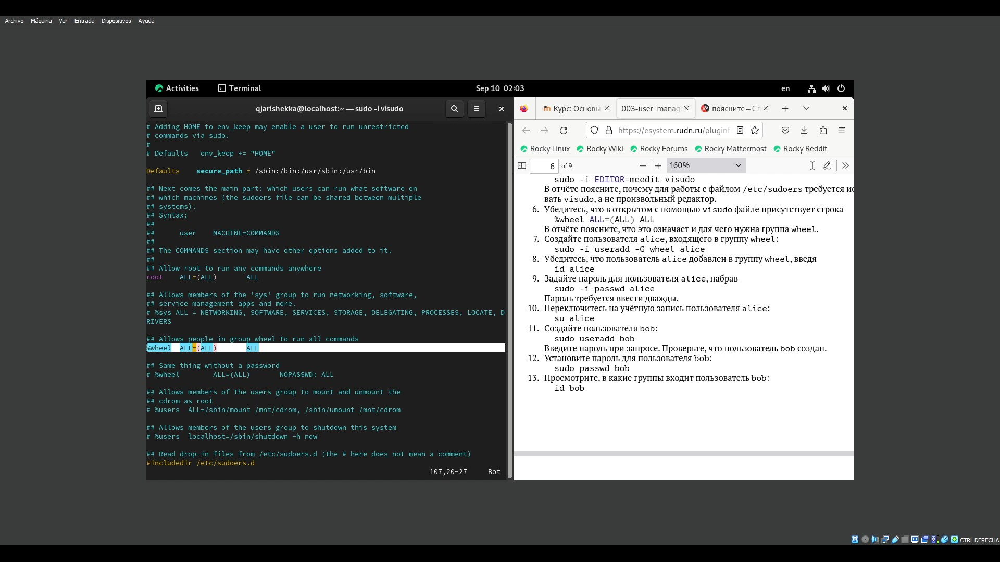 Archivo Máquina Ver Entrada Dispositivos Ayuda
Activities Terminal Sep 10 02:03 en
qjarishekka@localhost:~ — sudo -i visudo
# Adding HOME to env_keep may enable a user to run unrestricted
# commands via sudo.
#
# Defaults   env_keep += "HOME"
Defaults    secure_path = /sbin:/bin:/usr/sbin:/usr/bin
## Next comes the main part: which users can run what software on
## which machines (the sudoers file can be shared between multiple
## systems).
## Syntax:
##
##      user    MACHINE=COMMANDS
##
## The COMMANDS section may have other options added to it.
##
## Allow root to run any commands anywhere
root    ALL=(ALL)       ALL
## Allows members of the 'sys' group to run networking, software,
## service management apps and more.
# %sys ALL = NETWORKING, SOFTWARE, SERVICES, STORAGE, DELEGATING, PROCESSES, LOCATE, D
RIVERS
## Allows people in group wheel to run all commands
%wheel  ALL=(ALL)       ALL
## Same thing without a password
# %wheel        ALL=(ALL)       NOPASSWD: ALL
## Allows members of the users group to mount and unmount the
## cdrom as root
# %users  ALL=/sbin/mount /mnt/cdrom, /sbin/umount /mnt/cdrom
## Allows members of the users group to shutdown this system
# %users  localhost=/sbin/shutdown -h now
## Read drop-in files from /etc/sudoers.d (the # here does not mean a comment)
#includedir /etc/sudoers.d
107,20-27     Bot
Курс: Основы 003-user_manage поясните – Сл
https://esystem.rudn.ru/pluginf
Rocky Linux Rocky Wiki Rocky Forums Rocky Mattermost Rocky Reddit
6 of 9 160%
sudo -i EDITOR=mcedit visudo
В отчёте поясните, почему для работы с файлом /etc/sudoers требуется ис
вать visudo, а не произвольный редактор.
6. Убедитесь, что в открытом с помощью visudo файле присутствует строка
%wheel ALL=(ALL) ALL
В отчёте поясните, что это означает и для чего нужна группа wheel.
7. Создайте пользователя alice, входящего в группу wheel:
sudo -i useradd -G wheel alice
8. Убедитесь, что пользователь alice добавлен в группу wheel, введя
id alice
9. Задайте пароль для пользователя alice, набрав
sudo -i passwd alice
Пароль требуется ввести дважды.
10. Переключитесь на учётную запись пользователя alice:
su alice
11. Создайте пользователя bob:
sudo useradd bob
Введите пароль при запросе. Проверьте, что пользователь bob создан.
12. Установите пароль для пользователя bob:
sudo passwd bob
13. Просмотрите, в какие группы входит пользователь bob:
id bob
CTRL DERECHA